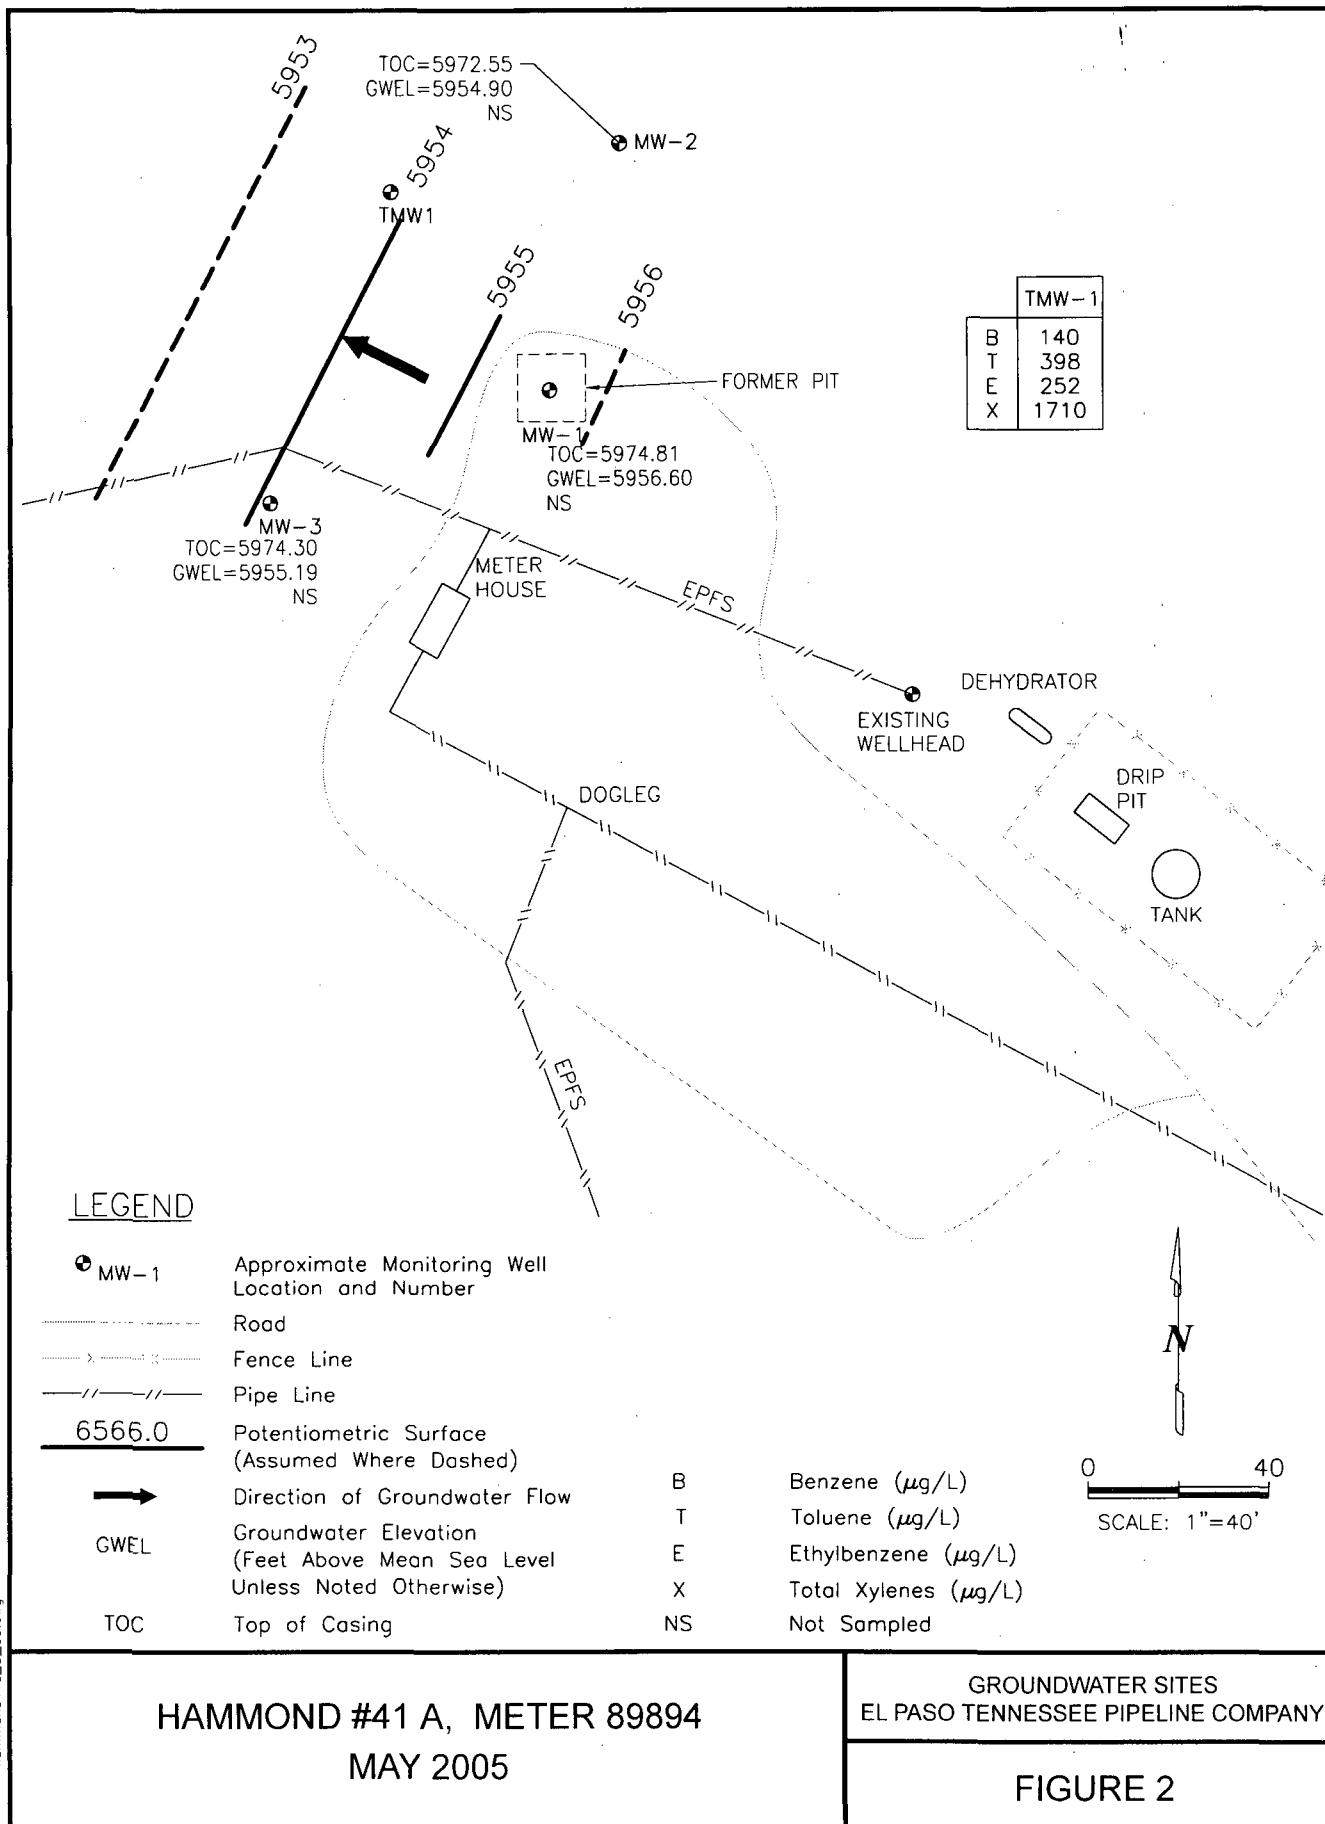 5953
TOC=5972.55
GWEL=5954.90
NS
MW-2
5954
TMW1
5955
5956
TMW-1
B 140
T 398
E 252
X 1710
FORMER PIT
MW-1
TOC=5974.81
GWEL=5956.60
NS
MW-3
TOC=5974.30
GWEL=5955.19
NS
METER
HOUSE
EPFS
DEHYDRATOR
EXISTING
WELLHEAD
DRIP
PIT
TANK
DOGLEG
EPFS
LEGEND
MW-1 Approximate Monitoring Well
Location and Number
Road
Fence Line
Pipe Line
6566.0 Potentiometric Surface
(Assumed Where Dashed)
Direction of Groundwater Flow
GWEL Groundwater Elevation
(Feet Above Mean Sea Level
Unless Noted Otherwise)
TOC Top of Casing
B Benzene (µg/L)
T Toluene (µg/L)
E Ethylbenzene (µg/L)
X Total Xylenes (µg/L)
NS Not Sampled
N
0 40
SCALE: 1"=40'
HAMMOND #41 A, METER 89894
MAY 2005
GROUNDWATER SITES
EL PASO TENNESSEE PIPELINE COMPANY
FIGURE 2